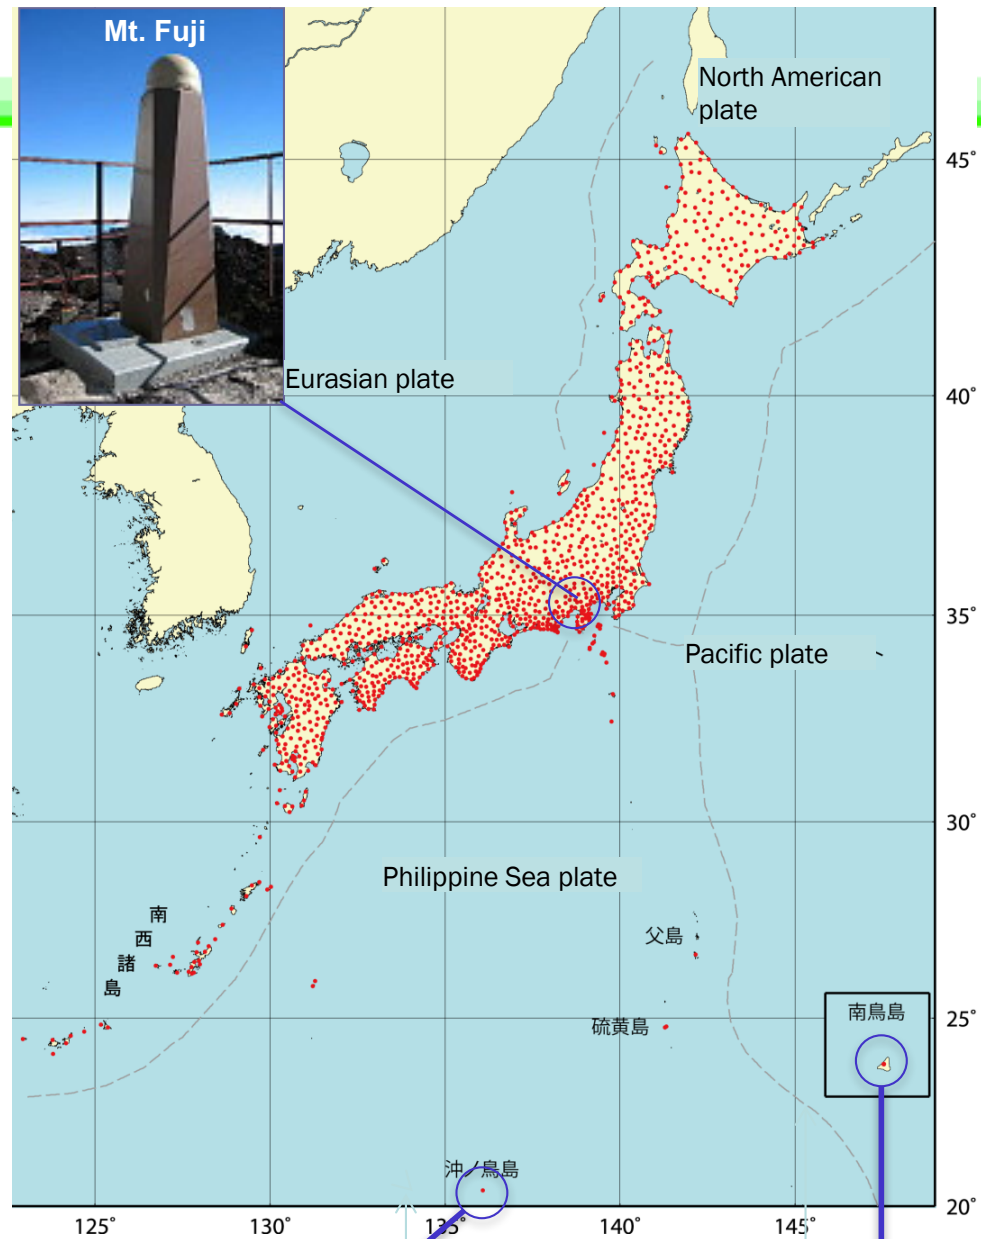 Mt. Fuji
North American
plate
45°
Eurasian plate
40°
35°
Pacific plate
30°
Philippine Sea plate
南
西
諸
島
父島
硫黄島
25°
南鳥島
沖ノ鳥島
20°
125°
130°
135°
140°
145°